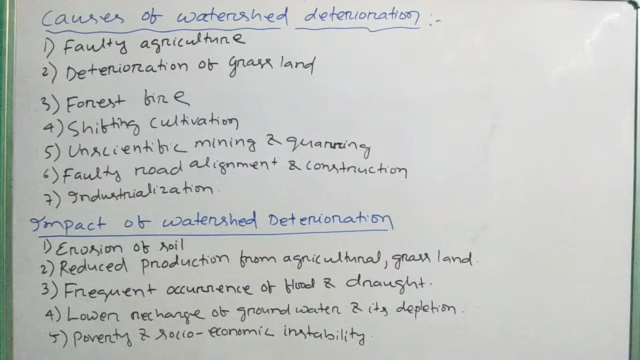 Causes of watershed deterioration :-
1) Faulty agriculture
2) Deterioration of grass land
3) Forest fire
4) Shifting cultivation
5) Unscientific mining & quarring
6) Faulty road alignment & construction
7) Industrialization.
Impact of watershed Deterioration
1) Erosion of soil
2) Reduced production from agricultural, grass land.
3) Frequent occurrence of flood & draught.
4) Lower recharge of ground water & its depletion.
5) Poverty & socio-economic instability.